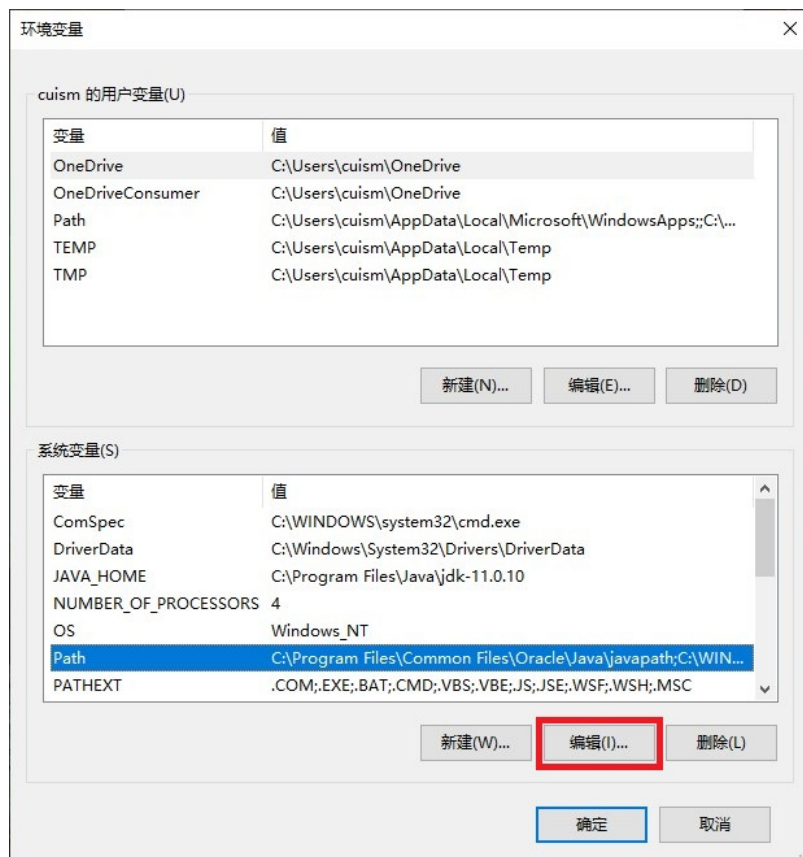 环境变量
cuism 的用户变量(U)
变量 值
OneDrive C:\Users\cuism\OneDrive
OneDriveConsumer C:\Users\cuism\OneDrive
Path C:\Users\cuism\AppData\Local\Microsoft\WindowsApps;;C:\...
TEMP C:\Users\cuism\AppData\Local\Temp
TMP C:\Users\cuism\AppData\Local\Temp
新建(N)... 编辑(E)... 删除(D)
系统变量(S)
变量 值
ComSpec C:\WINDOWS\system32\cmd.exe
DriverData C:\Windows\System32\Drivers\DriverData
JAVA_HOME C:\Program Files\Java\jdk-11.0.10
NUMBER_OF_PROCESSORS 4
OS Windows_NT
Path C:\Program Files\Common Files\Oracle\Java\javapath;C:\WIN...
PATHEXT .COM;.EXE;.BAT;.CMD;.VBS;.VBE;.JS;.JSE;.WSF;.WSH;.MSC
新建(W)... 编辑(I)... 删除(L)
确定 取消